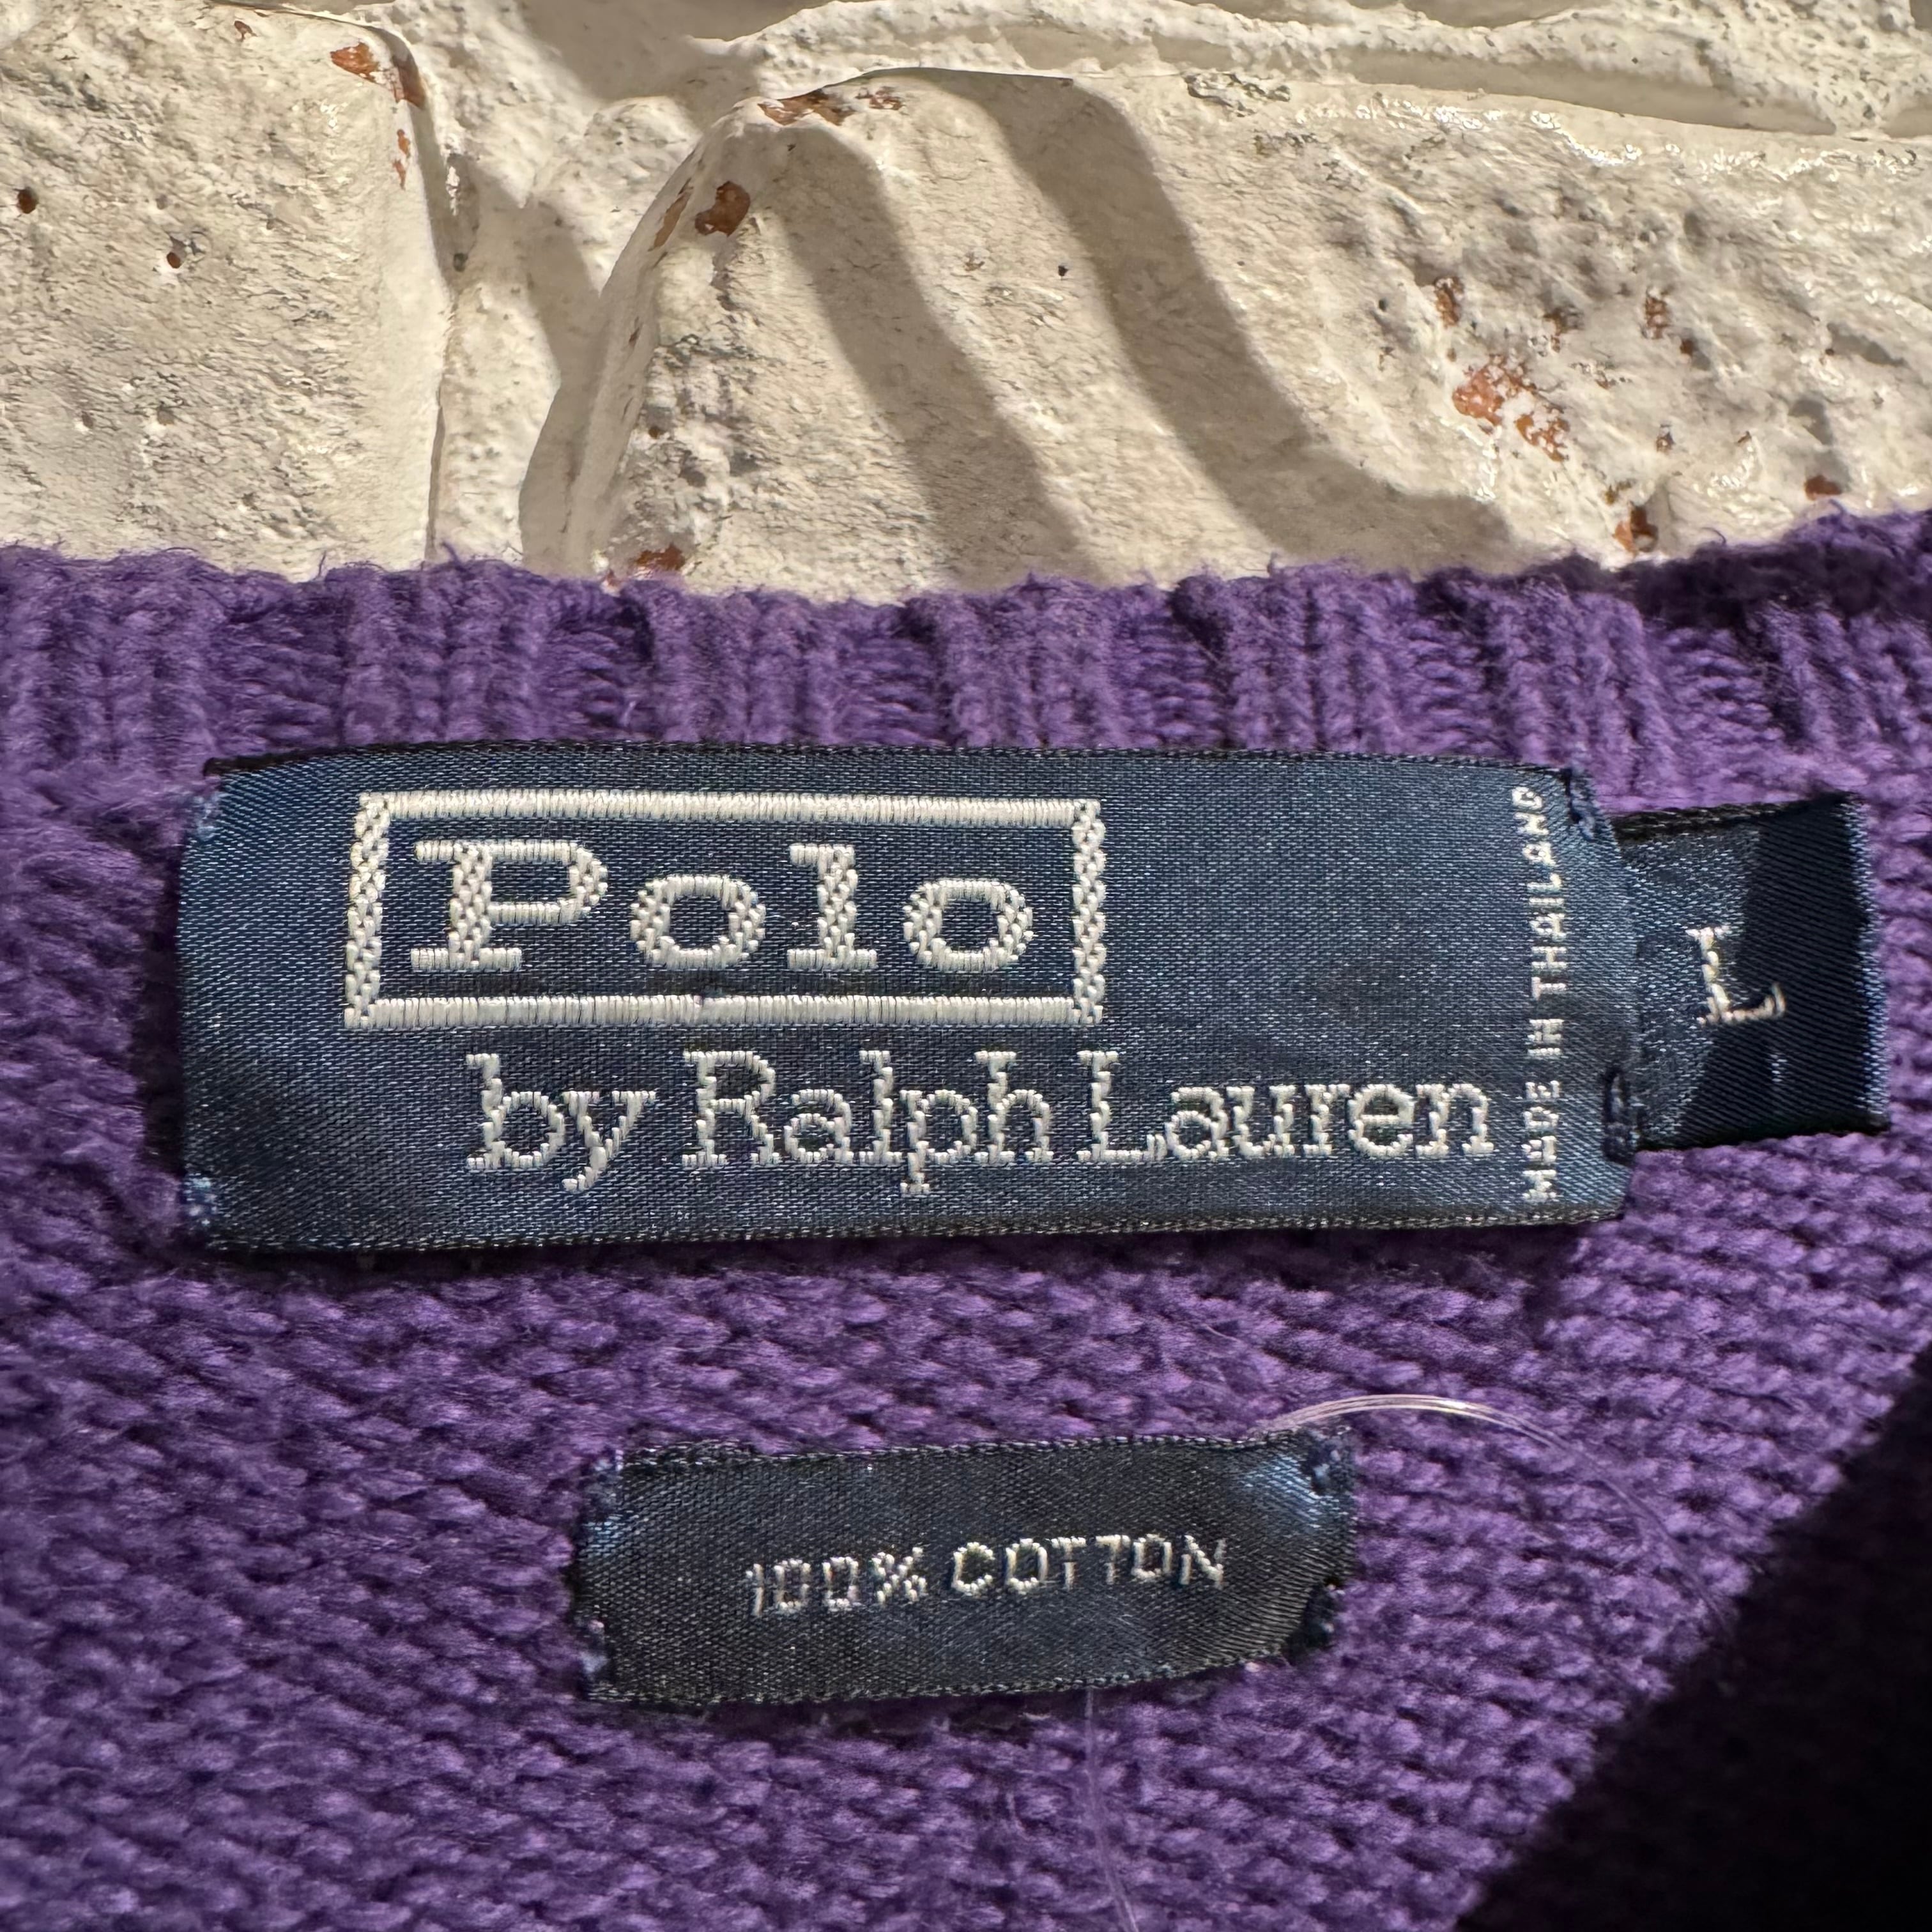 Polo
by Ralph Lauren
MADE IN THAILAND
L
100% COTTON